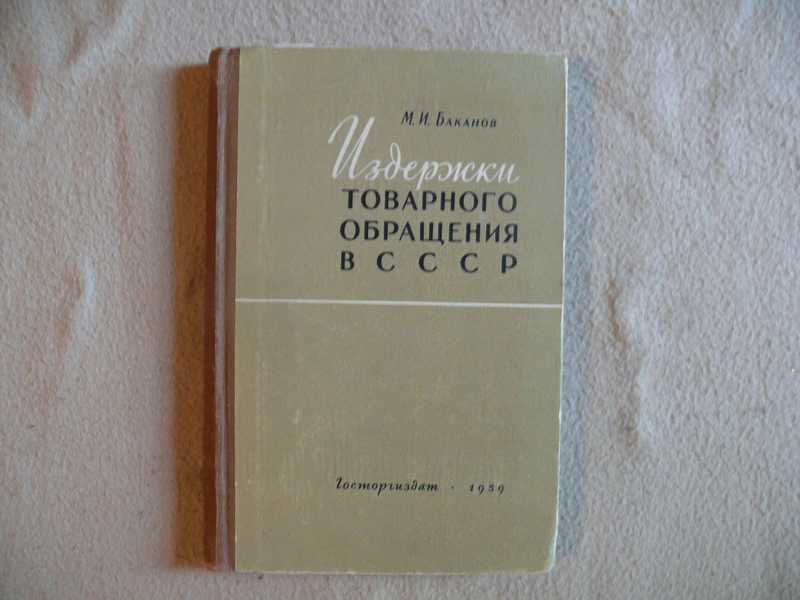 М. И. Баканов
Издержки
ТОВАРНОГО
ОБРАЩЕНИЯ
В СССР
Госторгиздат · 1959